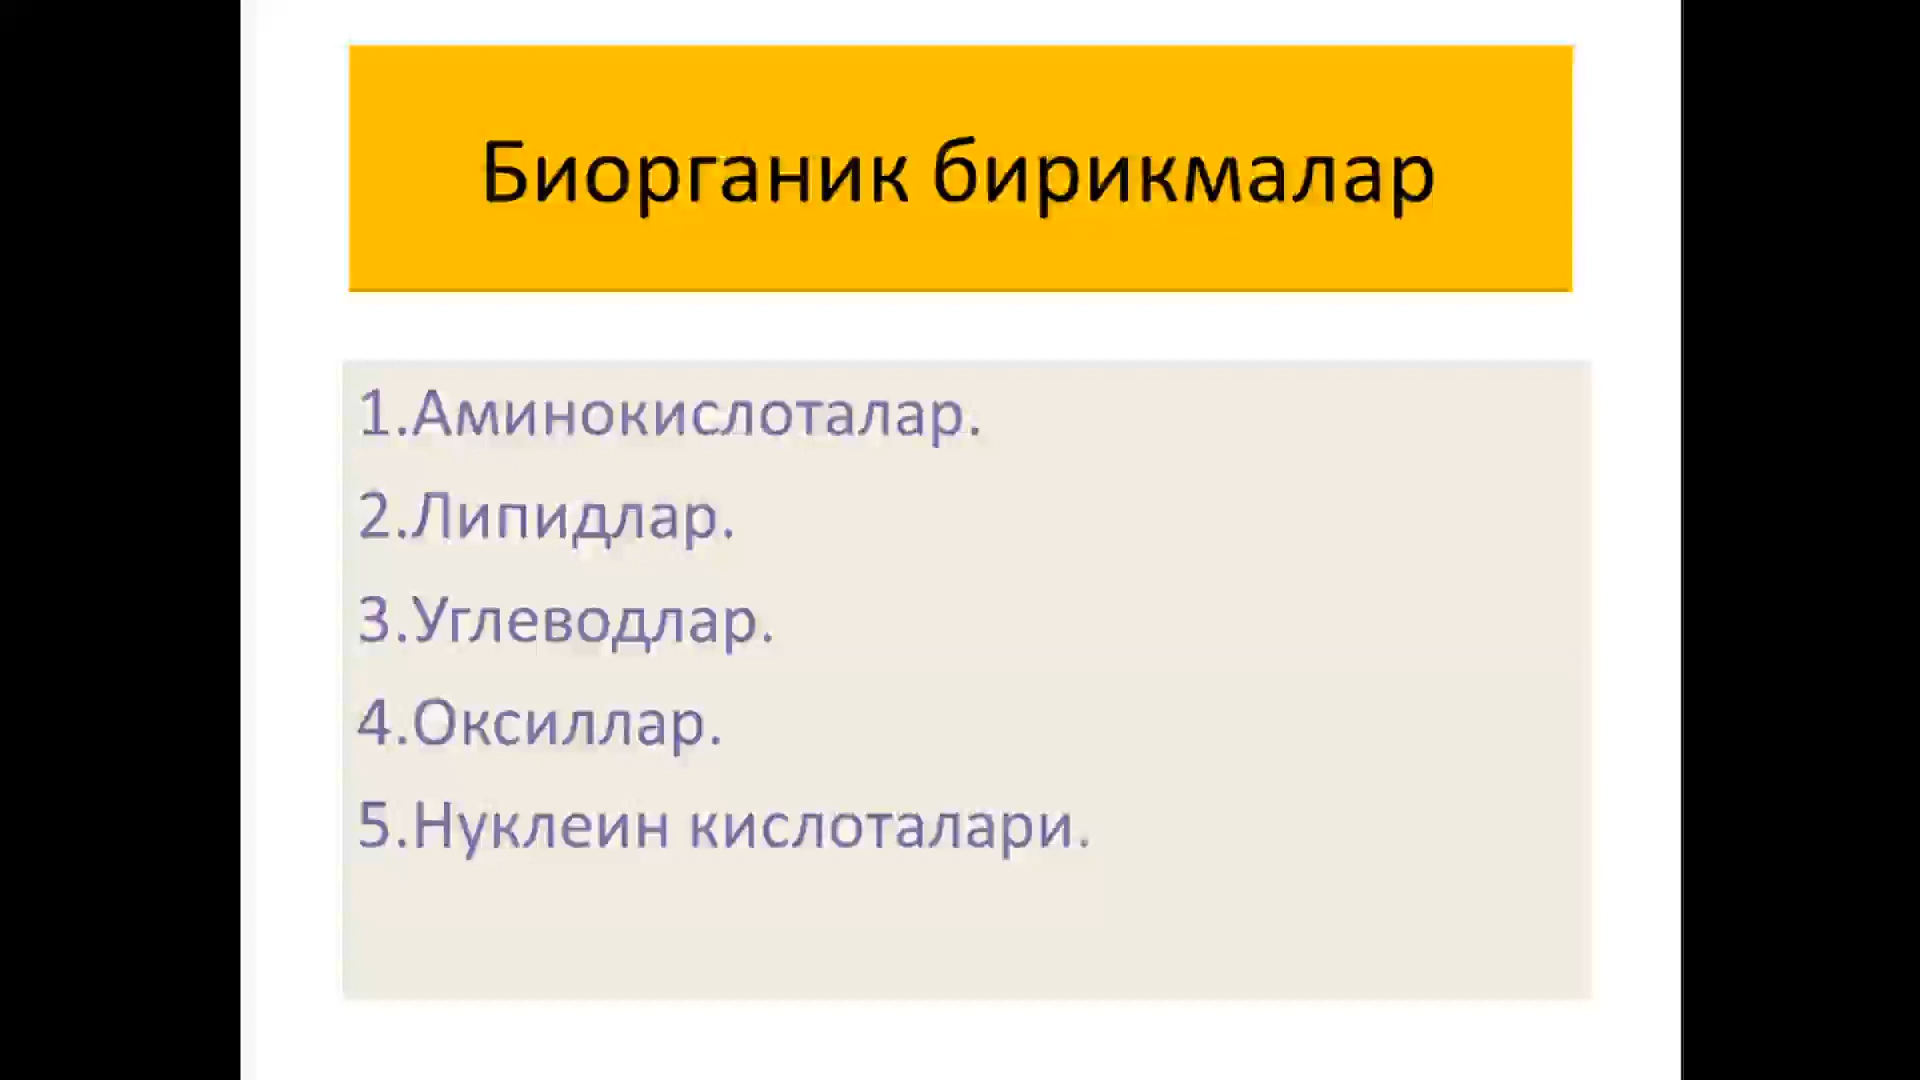 Биорганик бирикмалар
1.Аминокислоталар.
2.Липидлар.
3.Углеводлар.
4.Оксиллар.
5.Нуклеин кислоталари.